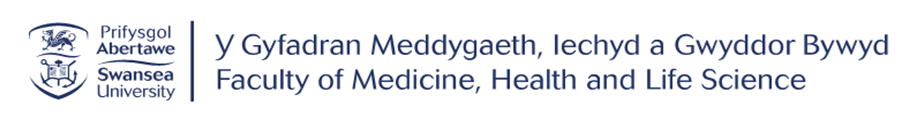 Prifysgol
Abertawe
Swansea
University
Y Gyfadran Meddygaeth, Iechyd a Gwyddor Bywyd
Faculty of Medicine, Health and Life Science